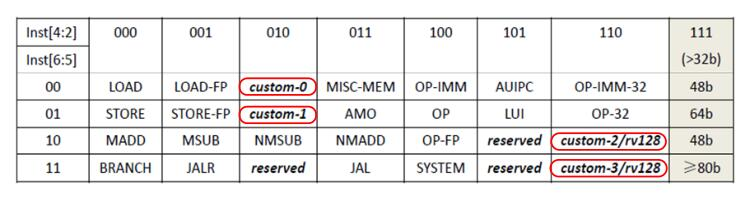 Inst[4:2] 000 001 010 011 100 101 110 111
Inst[6:5] (>32b)
00 LOAD LOAD-FP custom-0 MISC-MEM OP-IMM AUIPC OP-IMM-32 48b
01 STORE STORE-FP custom-1 AMO OP LUI OP-32 64b
10 MADD MSUB NMSUB NMADD OP-FP reserved custom-2/rv128 48b
11 BRANCH JALR reserved JAL SYSTEM reserved custom-3/rv128 ≥80b